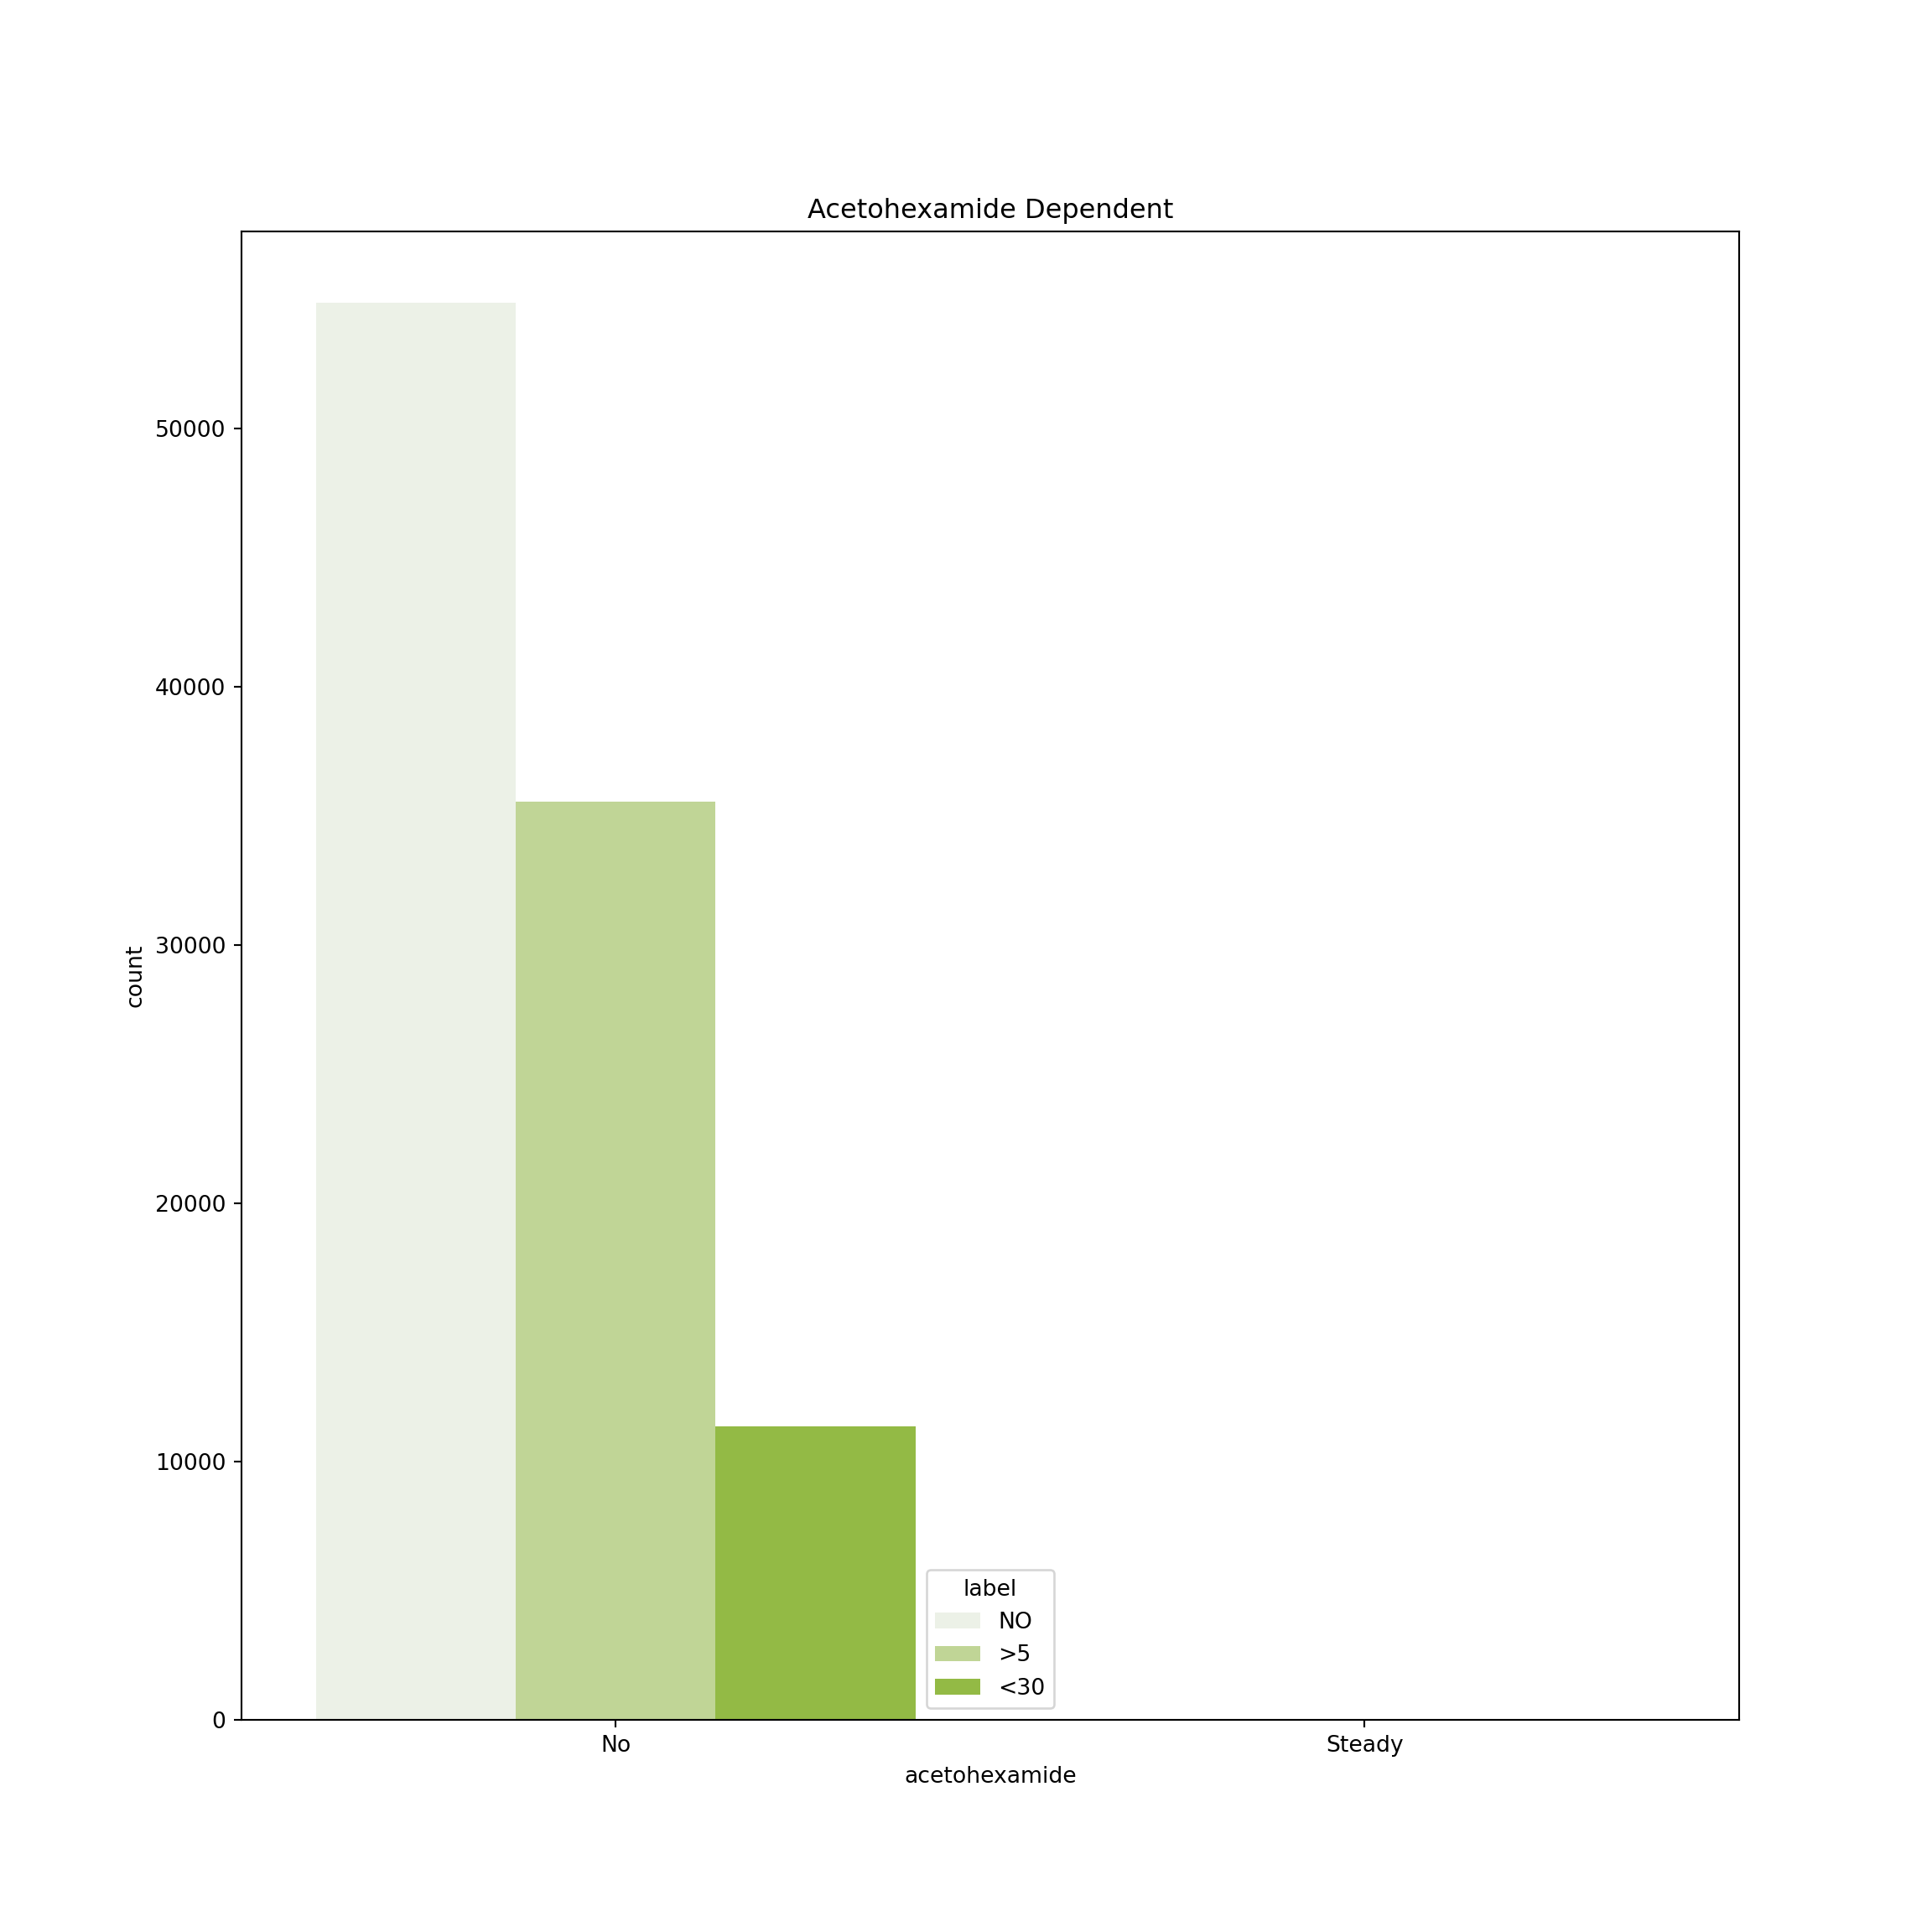 Acetohexamide Dependent
50000
40000
30000
20000
10000
0
count
No
Steady
acetohexamide
label
NO
>5
<30